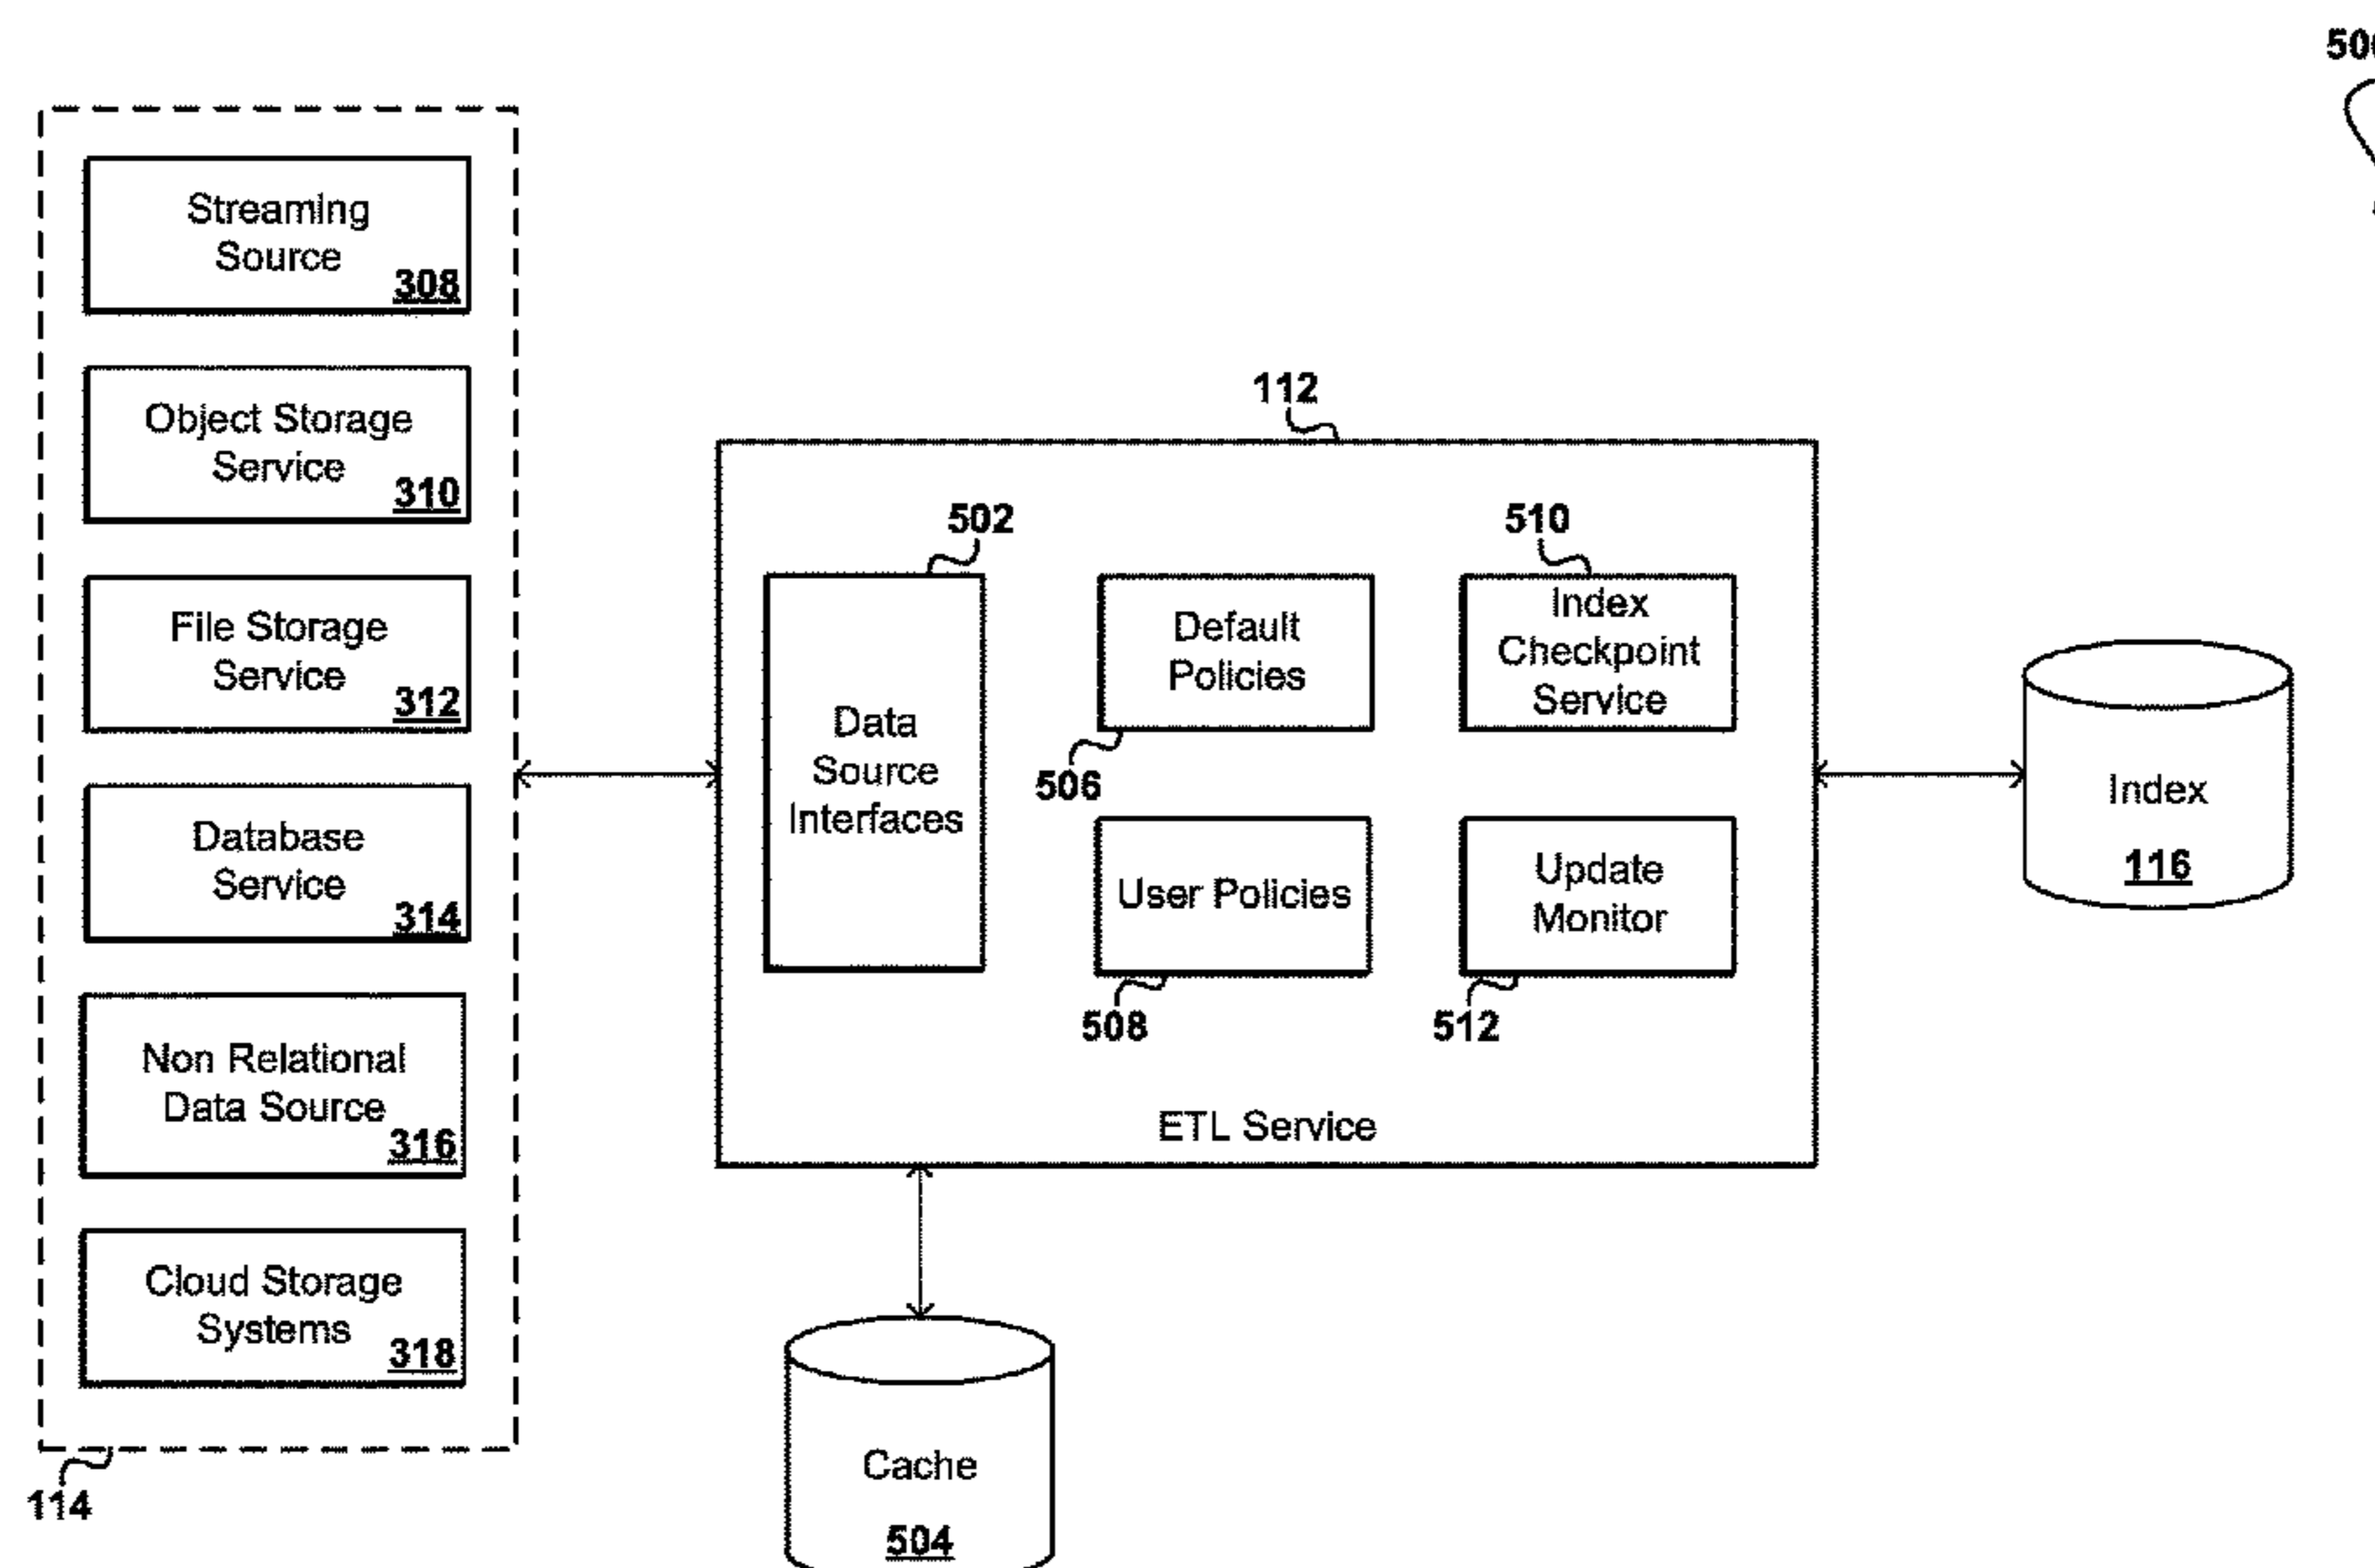 Streaming
Source
308
Object Storage
Service
310
File Storage
Service
312
Database
Service
314
Non Relational
Data Source
316
Cloud Storage
Systems
318
114
112
502
Data
Source
Interfaces
Default
Policies
506
510
Index
Checkpoint
Service
User Policies
508
Update
Monitor
512
ETL Service
Index
116
Cache
504